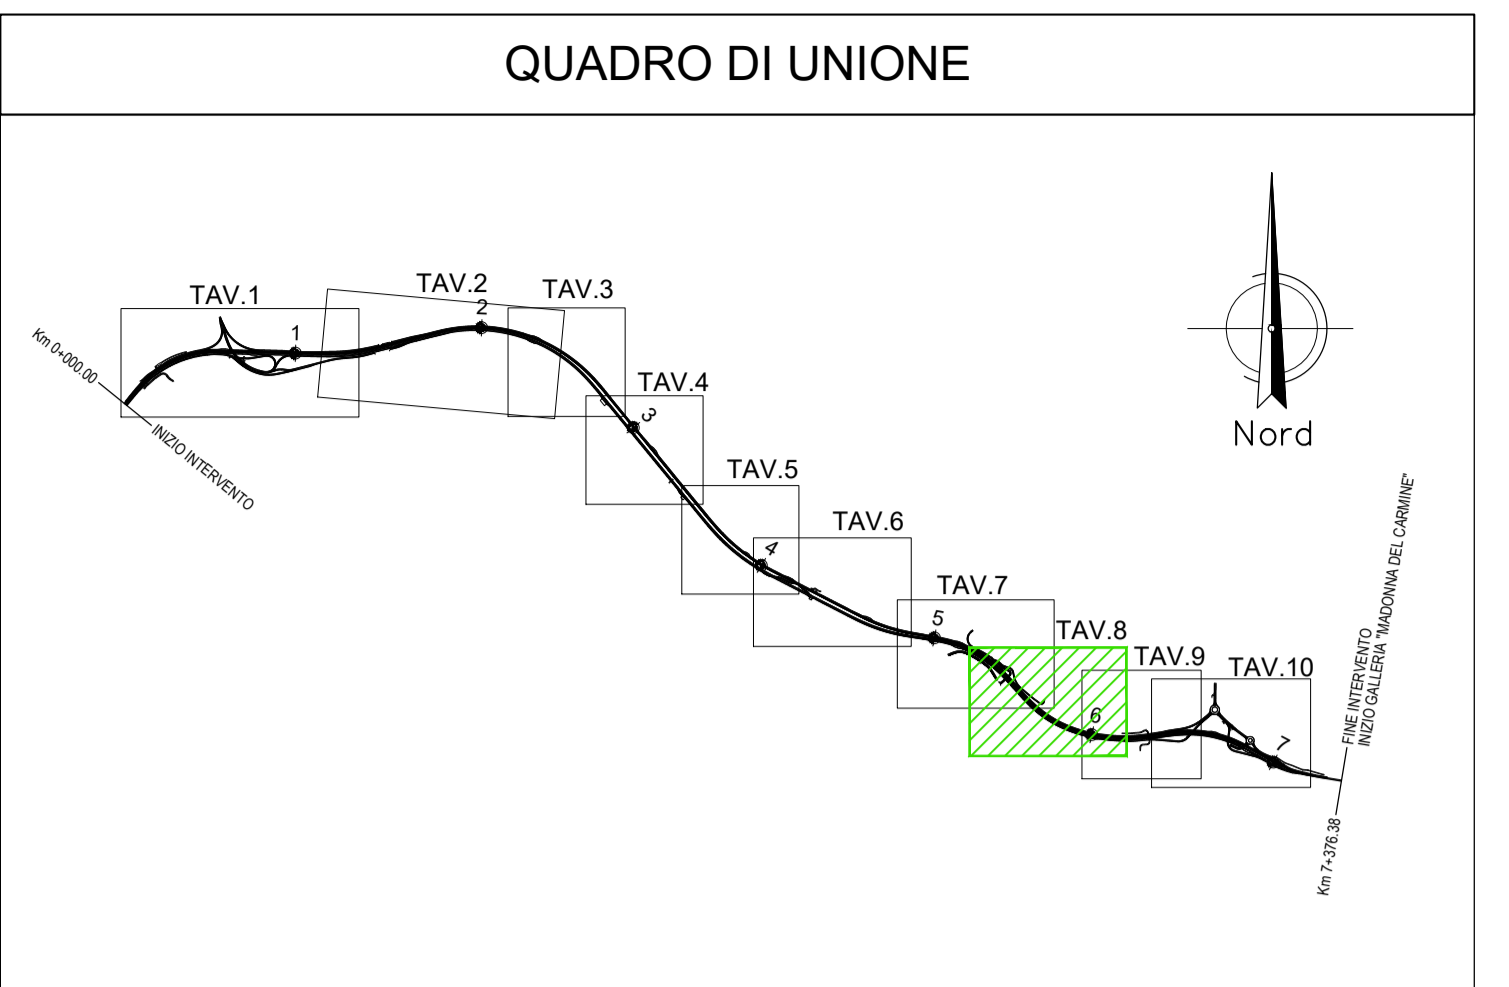 QUADRO DI UNIONE
TAV.1
TAV.2
TAV.3
1
2
Km 0+000.00
INIZIO INTERVENTO
TAV.4
3
TAV.5
4
TAV.6
TAV.7
5
TAV.8
6
TAV.9
TAV.10
7
Nord
FINE INTERVENTO
INIZIO GALLERIA "MADONNA DEL CARMINE"
Km 7+376.38